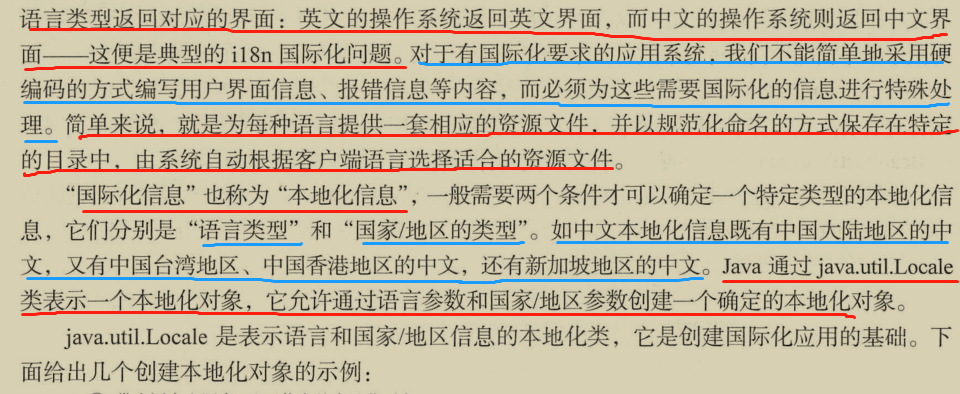 语言类型返回对应的界面：英文的操作系统返回英文界面，而中文的操作系统则返回中文界
面——这便是典型的 i18n 国际化问题。对于有国际化要求的应用系统，我们不能简单地采用硬
编码的方式编写用户界面信息、报错信息等内容，而必须为这些需要国际化的信息进行特殊处
理。简单来说，就是为每种语言提供一套相应的资源文件，并以规范化命名的方式保存在特定
的目录中，由系统自动根据客户端语言选择适合的资源文件。
“国际化信息”也称为“本地化信息”，一般需要两个条件才可以确定一个特定类型的本地化信
息，它们分别是“语言类型”和“国家/地区的类型”。如中文本地化信息既有中国大陆地区的中
文，又有中国台湾地区、中国香港地区的中文，还有新加坡地区的中文。Java 通过 java.util.Locale
类表示一个本地化对象，它允许通过语言参数和国家/地区参数创建一个确定的本地化对象。
java.util.Locale 是表示语言和国家/地区信息的本地化类，它是创建国际化应用的基础。下
面给出几个创建本地化对象的示例：